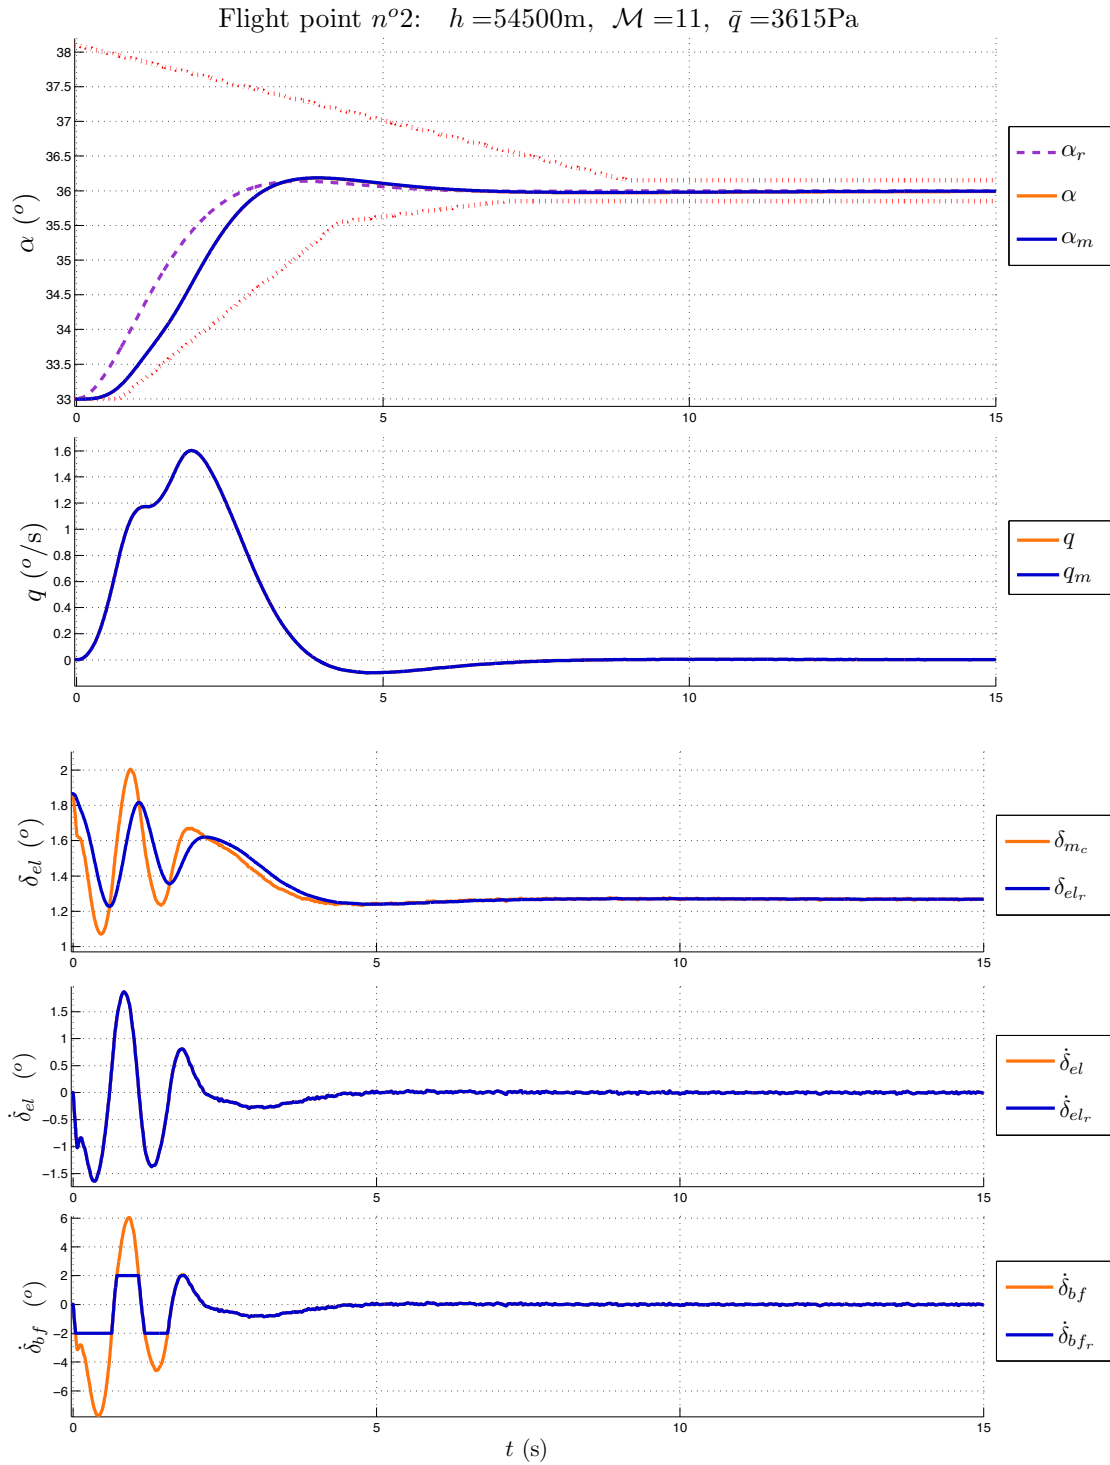 Flight point n°2: h =54500m, M =11, q̄ =3615Pa
38
37.5
37
36.5
36
35.5
35
34.5
34
33.5
33
α (°)
0 5 10 15
α_r
α
α_m
1.6
1.4
1.2
1
0.8
0.6
0.4
0.2
0
q (°/s)
0 5 10 15
q
q_m
2
1.8
1.6
1.4
1.2
1
δ_el (°)
0 5 10 15
δ_m_c
δ_el_r
1.5
1
0.5
0
−0.5
−1
−1.5
δ̇_el (°)
0 5 10 15
δ̇_el
δ̇_el_r
6
4
2
0
−2
−4
−6
δ̇_bf (°)
0 5 10 15
δ̇_bf
δ̇_bf_r
t (s)